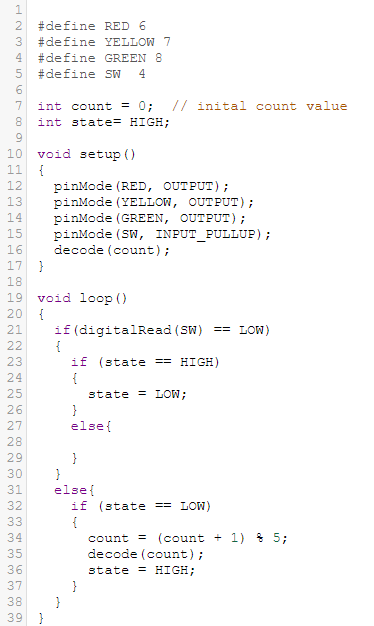 1
2 #define RED 6
3 #define YELLOW 7
4 #define GREEN 8
5 #define SW  4
6
7 int count = 0;  // inital count value
8 int state= HIGH;
9
10 void setup()
11 {
12   pinMode(RED, OUTPUT);
13   pinMode(YELLOW, OUTPUT);
14   pinMode(GREEN, OUTPUT);
15   pinMode(SW, INPUT_PULLUP);
16   decode(count);
17 }
18
19 void loop()
20 {
21   if(digitalRead(SW) == LOW)
22   {
23     if (state == HIGH)
24     {
25       state = LOW;
26     }
27     else{
28
29     }
30   }
31   else{
32     if (state == LOW)
33     {
34       count = (count + 1) % 5;
35       decode(count);
36       state = HIGH;
37     }
38   }
39 }